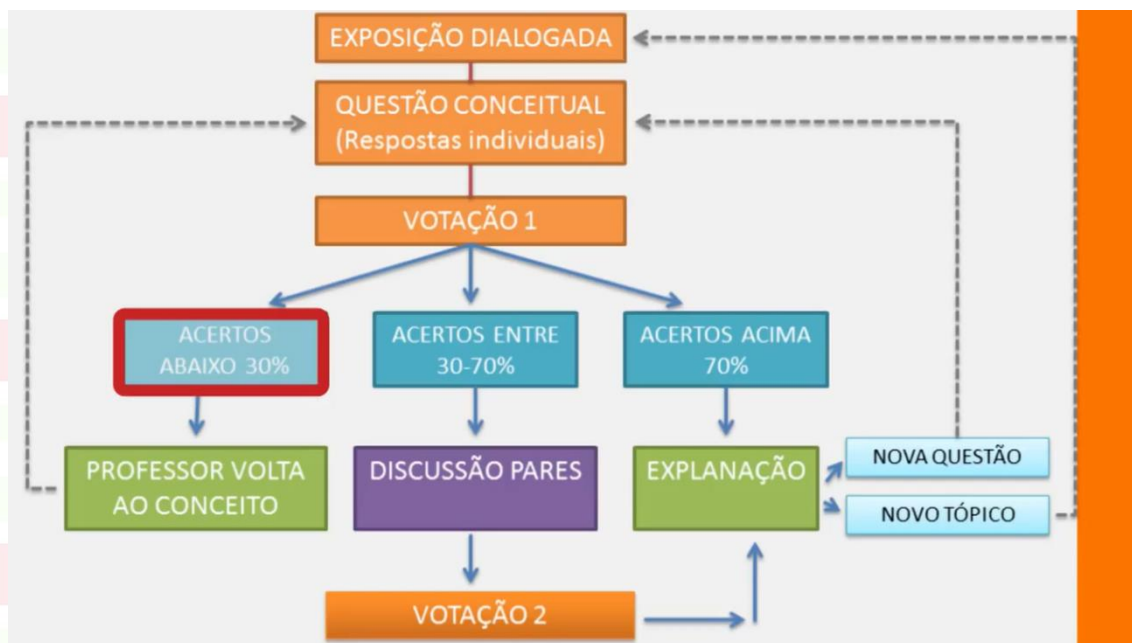 EXPOSIÇÃO DIALOGADA
QUESTÃO CONCEITUAL
(Respostas individuais)
VOTAÇÃO 1
ACERTOS
ABAIXO 30%
ACERTOS ENTRE
30-70%
ACERTOS ACIMA
70%
PROFESSOR VOLTA
AO CONCEITO
DISCUSSÃO PARES
EXPLANAÇÃO
NOVA QUESTÃO
NOVO TÓPICO
VOTAÇÃO 2